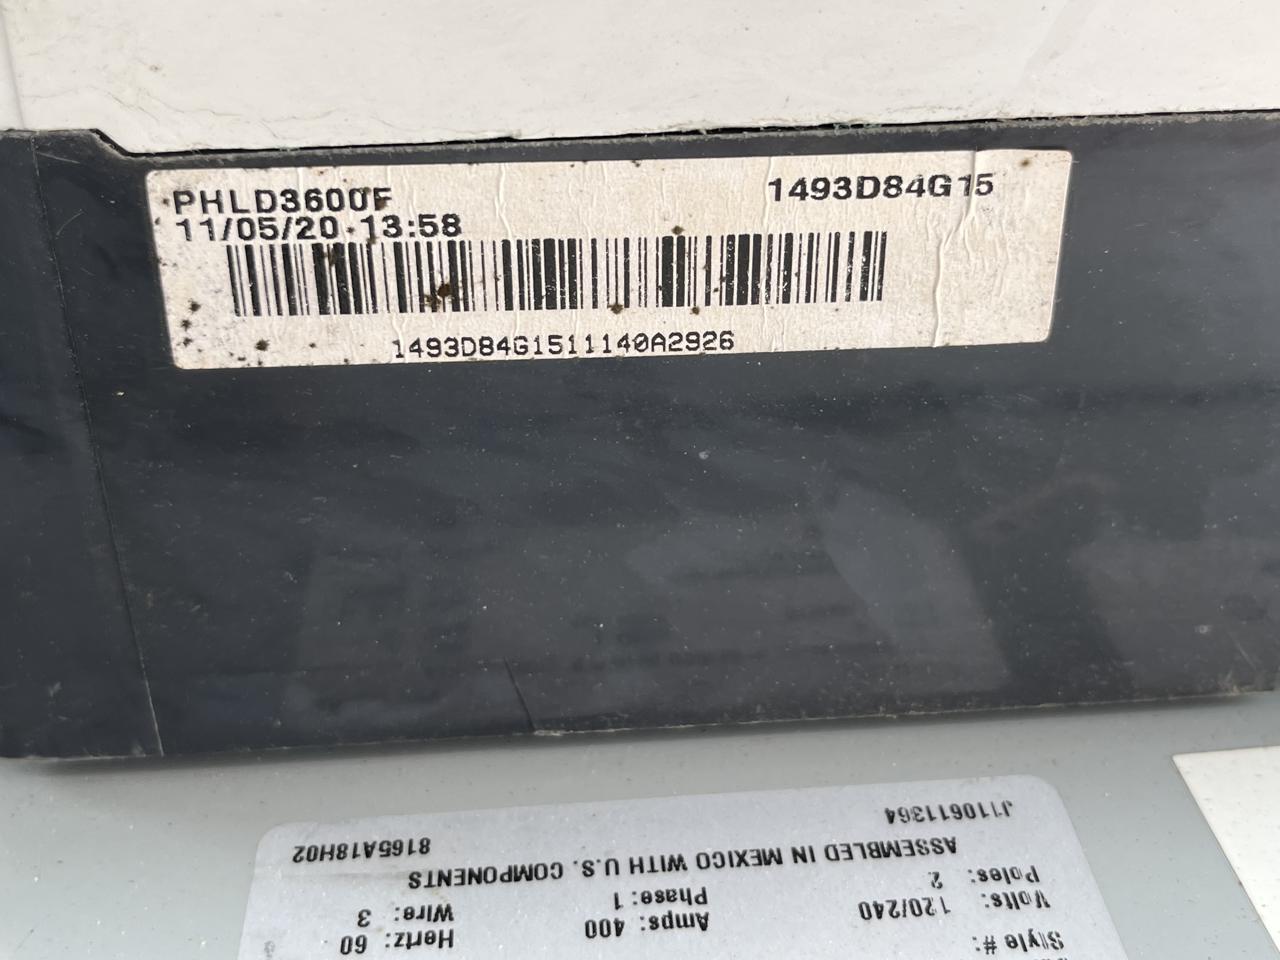 PHLD3600F
1493D84G15
11/05/20 13:58
1493D84G1511140A2926
J110611364
8165A18H02
ASSEMBLED IN MEXICO WITH U.S. COMPONENTS
Poles: 2
Phase: 1
Wire: 3
Volts: 120/240
Amps: 400
Hertz: 60
Style #: